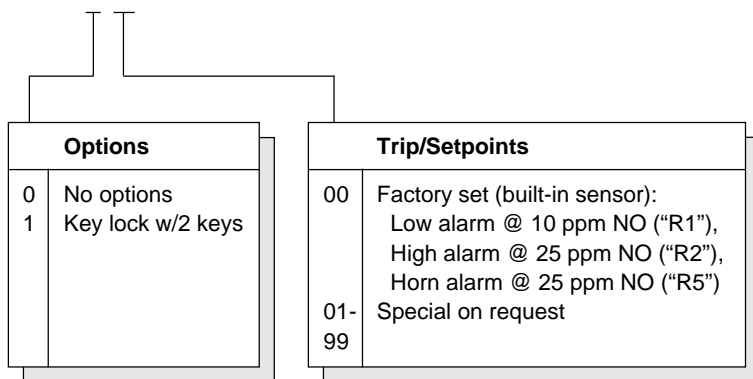 Options
0 No options
1 Key lock w/2 keys
Trip/Setpoints
00 Factory set (built-in sensor):
Low alarm @ 10 ppm NO (“R1”),
High alarm @ 25 ppm NO (“R2”),
Horn alarm @ 25 ppm NO (“R5”)
01- Special on request
99